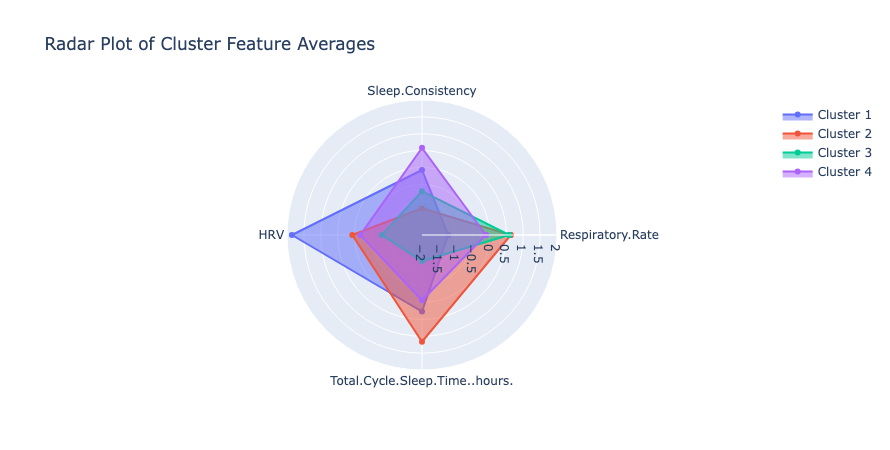 Radar Plot of Cluster Feature Averages
Sleep.Consistency
Cluster 1
Cluster 2
Cluster 3
Cluster 4
HRV
Respiratory.Rate
−2
−1.5
−1
−0.5
0
0.5
1
1.5
2
Total.Cycle.Sleep.Time..hours.